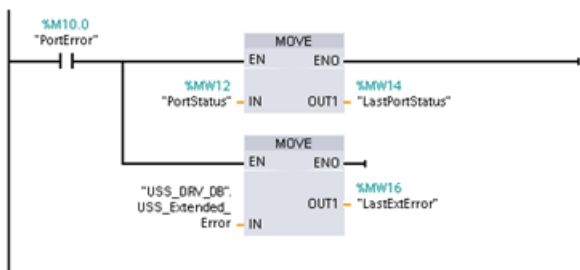 %M10.0
"PortError"
MOVE
EN ENO
%MW12
"PortStatus" IN
%MW14
OUT1 "LastPortStatus"
MOVE
EN ENO
"USS_DRV_DB".
USS_Extended_
Error IN
%MW16
OUT1 "LastExtError"